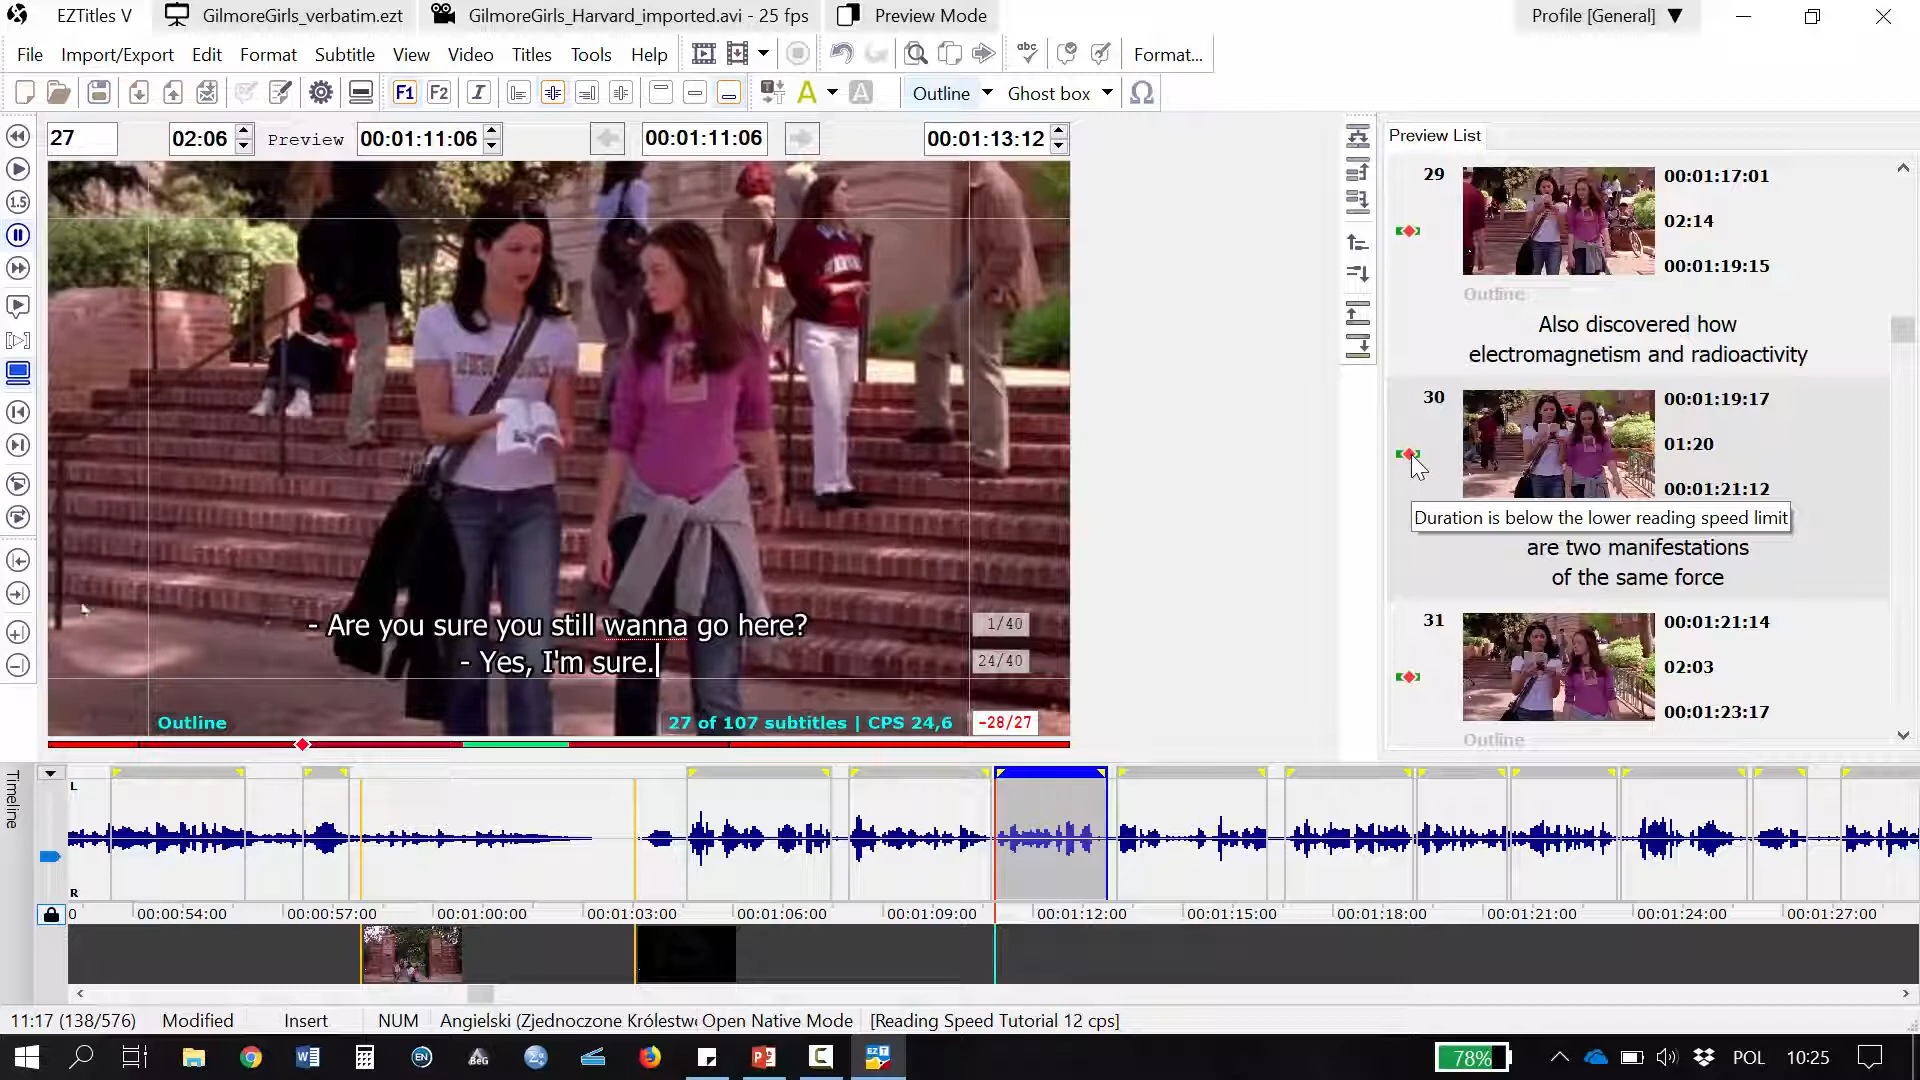 EZTitles V
GilmoreGirls_verbatim.ezt
GilmoreGirls_Harvard_imported.avi - 25 fps
Preview Mode
Profile [General]
File Import/Export Edit Format Subtitle View Video Titles Tools Help
abc
Format...
F1 F2 I
A
A
Outline
Ghost box
Ω
27
02:06
Preview
00:01:11:06
00:01:11:06
00:01:13:12
1.5
- Are you sure you still wanna go here?
1/40
- Yes, I'm sure.
24/40
Outline
27 of 107 subtitles | CPS 24,6
-28/27
Preview List
29
00:01:17:01
02:14
00:01:19:15
Outline
Also discovered how
electromagnetism and radioactivity
30
00:01:19:17
01:20
00:01:21:12
Duration is below the lower reading speed limit
are two manifestations
of the same force
31
00:01:21:14
02:03
00:01:23:17
Outline
Timeline
L
R
0 00:00:54:00 00:00:57:00 00:01:00:00 00:01:03:00 00:01:06:00 00:01:09:00 00:01:12:00 00:01:15:00 00:01:18:00 00:01:21:00 00:01:24:00 00:01:27:00
11:17 (138/576) Modified Insert NUM Angielski (Zjednoczone Królestw Open Native Mode [Reading Speed Tutorial 12 cps]
EN
BeG
78%
POL
10:25